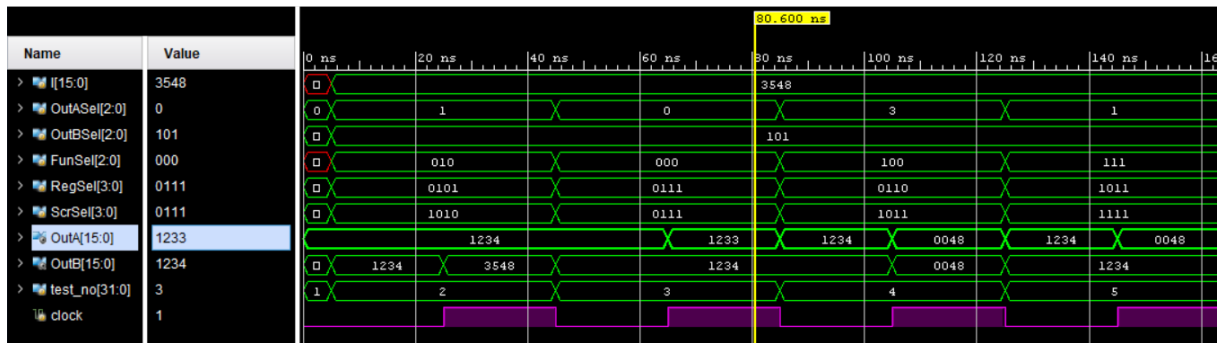 80.600 ns
Name Value 0 ns 20 ns 40 ns 60 ns 80 ns 100 ns 120 ns 140 ns 16
I[15:0] 3548 3548
OutASel[2:0] 0 0 1 0 3 1
OutBSel[2:0] 101 101
FunSel[2:0] 000 010 000 100 111
RegSel[3:0] 0111 0101 0111 0110 1011
ScrSel[3:0] 0111 1010 0111 1011 1111
OutA[15:0] 1233 1234 1233 1234 0048 1234 0048
OutB[15:0] 1234 1234 3548 1234 0048 1234
test_no[31:0] 3 1 2 3 4 5
clock 1